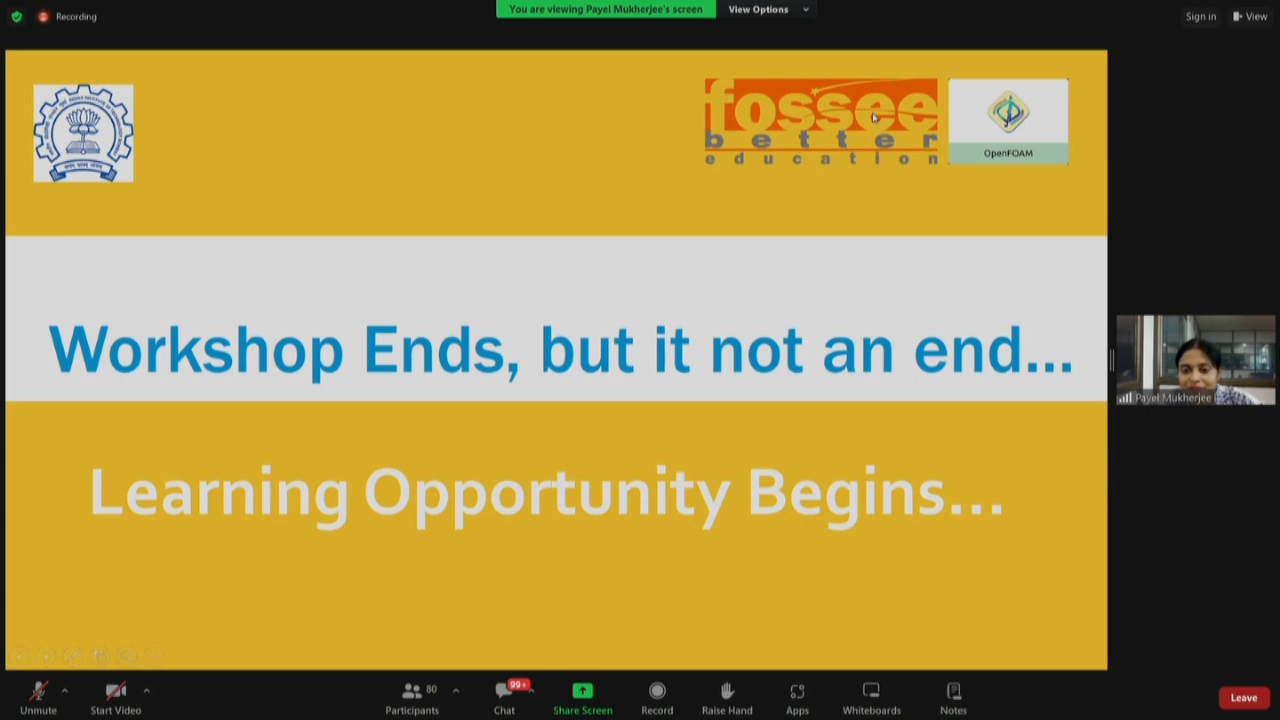 You are viewing Payel Mukherjee's screen
View Options
Recording
Sign in
View
fossee
better
education
OpenFOAM
Workshop Ends, but it not an end...
Learning Opportunity Begins...
Payel Mukherjee
Unmute
Start Video
Participants
80
Chat
99+
Share Screen
Record
Raise Hand
Apps
Whiteboards
Notes
Leave